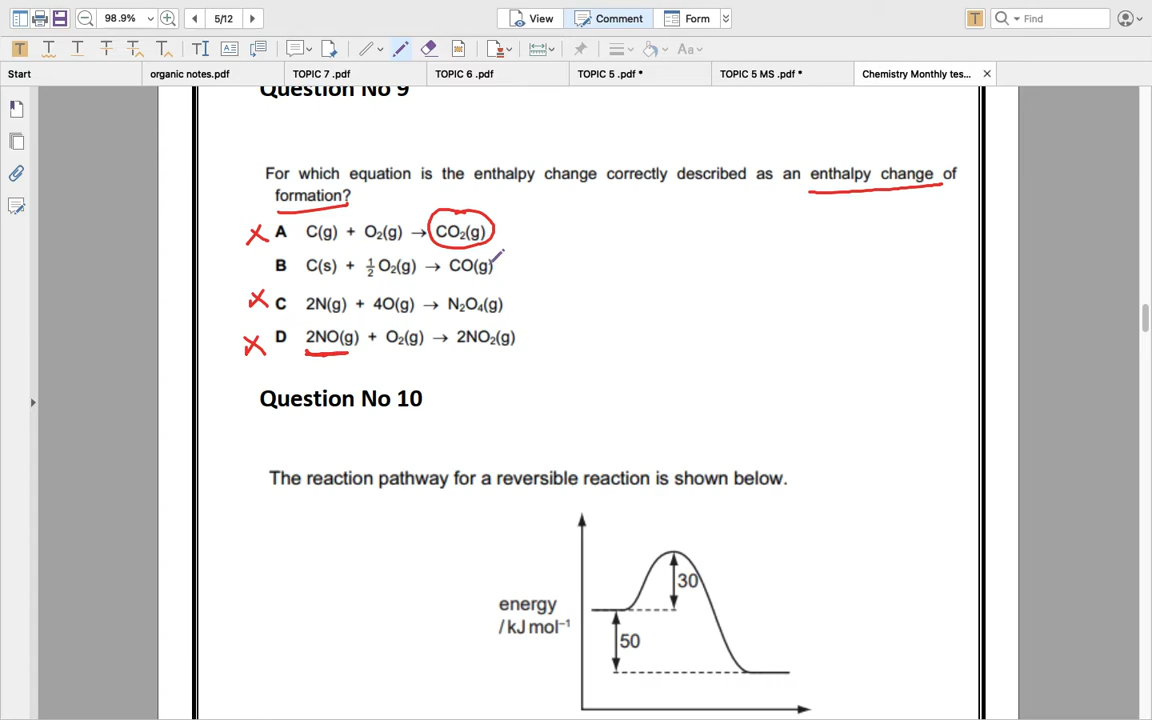 98.9% 5/12 View Comment Form Find
Start organic notes.pdf TOPIC 7 .pdf TOPIC 6 .pdf TOPIC 5 .pdf * TOPIC 5 MS .pdf * Chemistry Monthly tes... ×
Question No 9
For which equation is the enthalpy change correctly described as an enthalpy change of
formation?
A C(g) + O₂(g) → CO₂(g)
B C(s) + ½O₂(g) → CO(g)
C 2N(g) + 4O(g) → N₂O₄(g)
D 2NO(g) + O₂(g) → 2NO₂(g)
Question No 10
The reaction pathway for a reversible reaction is shown below.
30
energy
/ kJ mol⁻¹
50